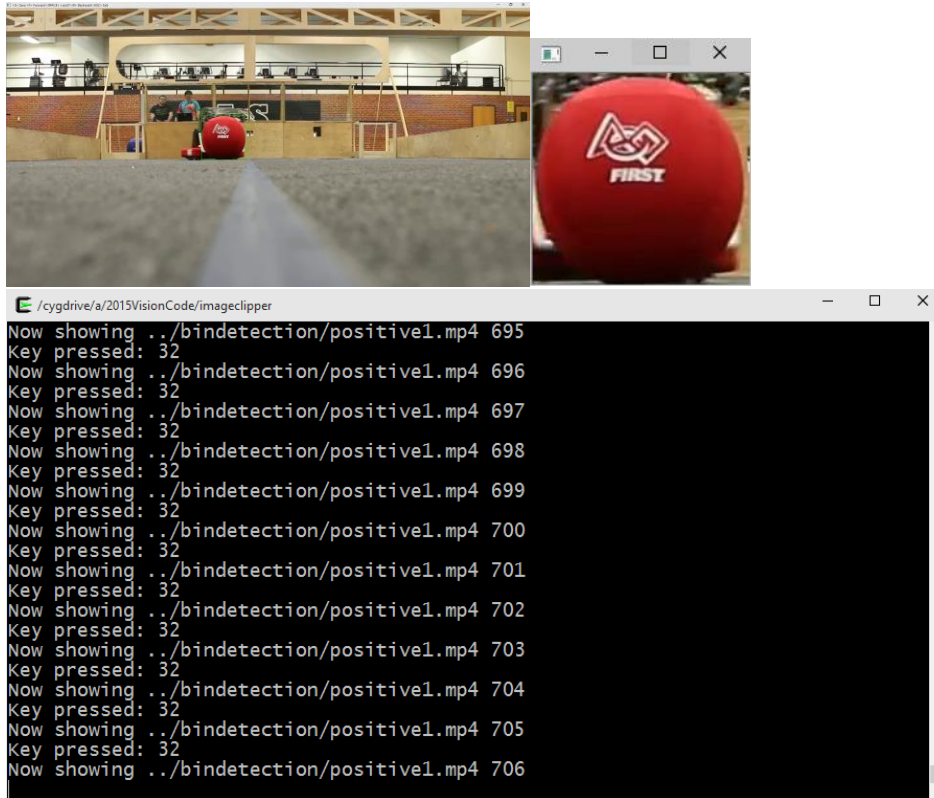 FIRST
/cygdrive/a/2015VisionCode/imageclipper
Now showing ../bindetection/positive1.mp4 695
Key pressed: 32
Now showing ../bindetection/positive1.mp4 696
Key pressed: 32
Now showing ../bindetection/positive1.mp4 697
Key pressed: 32
Now showing ../bindetection/positive1.mp4 698
Key pressed: 32
Now showing ../bindetection/positive1.mp4 699
Key pressed: 32
Now showing ../bindetection/positive1.mp4 700
Key pressed: 32
Now showing ../bindetection/positive1.mp4 701
Key pressed: 32
Now showing ../bindetection/positive1.mp4 702
Key pressed: 32
Now showing ../bindetection/positive1.mp4 703
Key pressed: 32
Now showing ../bindetection/positive1.mp4 704
Key pressed: 32
Now showing ../bindetection/positive1.mp4 705
Key pressed: 32
Now showing ../bindetection/positive1.mp4 706